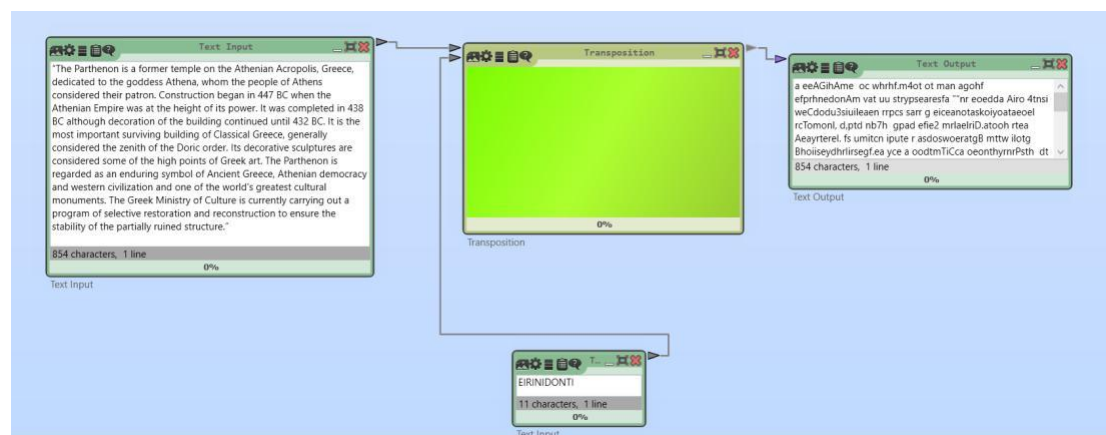 Text Input
"The Parthenon is a former temple on the Athenian Acropolis, Greece,
dedicated to the goddess Athena, whom the people of Athens
considered their patron. Construction began in 447 BC when the
Athenian Empire was at the height of its power. It was completed in 438
BC although decoration of the building continued until 432 BC. It is the
most important surviving building of Classical Greece, generally
considered the zenith of the Doric order. Its decorative sculptures are
considered some of the high points of Greek art. The Parthenon is
regarded as an enduring symbol of Ancient Greece, Athenian democracy
and western civilization and one of the world's greatest cultural
monuments. The Greek Ministry of Culture is currently carrying out a
program of selective restoration and reconstruction to ensure the
stability of the partially ruined structure."
854 characters, 1 line
0%
Text Input
Transposition
0%
Transposition
Text Output
a eeAGihAme oc whrhf.m4ot ot man agohf
efprhnedonAm vat uu strypsearesfa ""nr eoedda Airo 4tnsi
weCdodu3siuileaen rrpcs sarr g eiceanotaskoiyoataeoel
rcTomonl, d,ptd nb7h gpad efie2 mrlaelriD.atooh rtea
Aeayrterel. fs umitcn ipute r asdoswoeratgB mttw ilotg
Bhoiiseydhrlirsegf.ea yce a oodtmTiCca oeonthyrnrPsth dt
854 characters, 1 line
0%
Text Output
T...
EIRINIDONTI
11 characters, 1 line
0%
Text Input